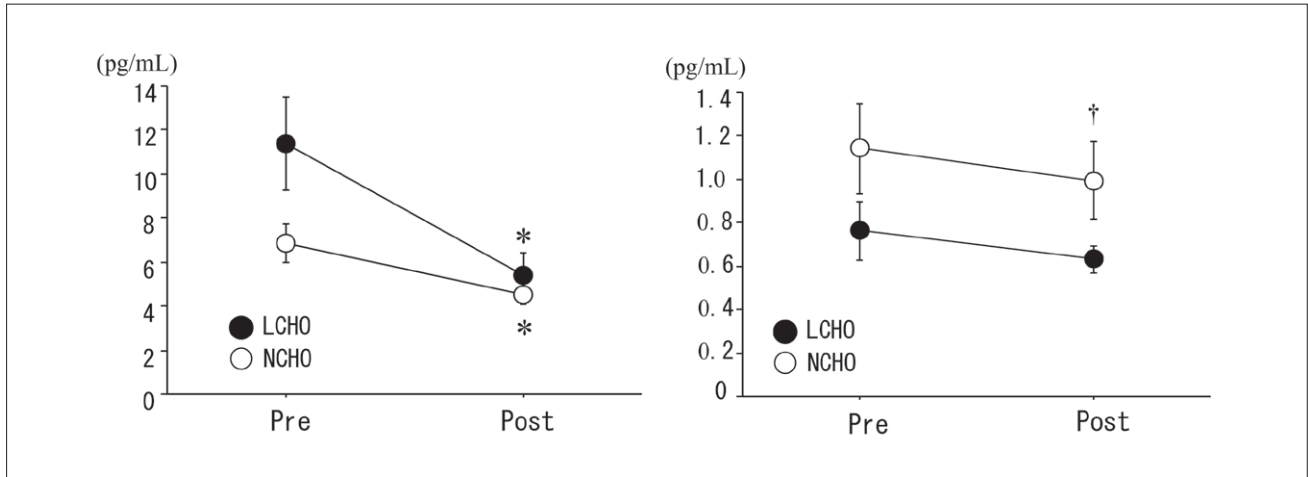 (pg/mL)
14
12
10
8
6
4
2
0
*
*
LCHO
NCHO
Pre
Post
(pg/mL)
1.4
1.2
1.0
0.8
0.6
0.4
0.2
0
†
LCHO
NCHO
Pre
Post